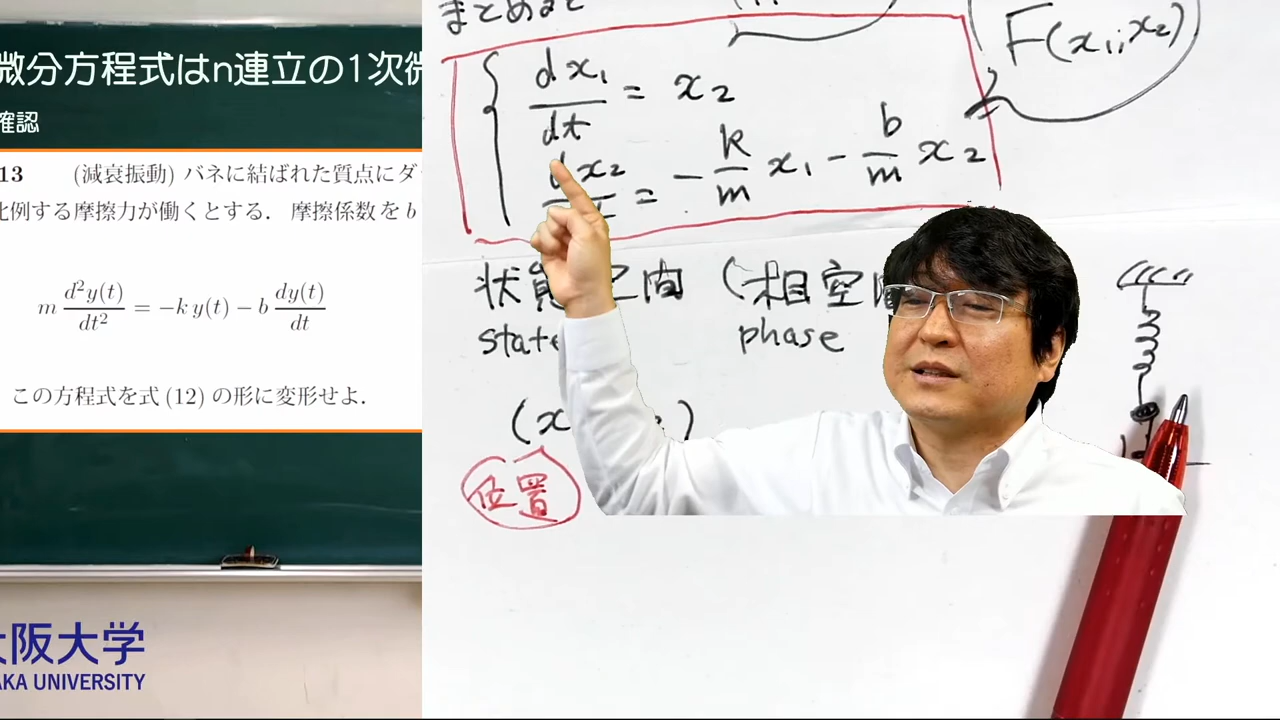 微分方程式はn連立の1次微
確認
13 (減衰振動) バネに結ばれた質点にダ
比例する摩擦力が働くとする. 摩擦係数を b
m d²y(t)/dt² = −k y(t) − b dy(t)/dt
この方程式を式 (12) の形に変形せよ.
大阪大学
AKA UNIVERSITY
まとめると
F(x₁, x₂)
dx₁/dt = x₂
dx₂ = − k/m x₁ − b/m x₂
状態空間 (相空間
state
phase
(x )
位置